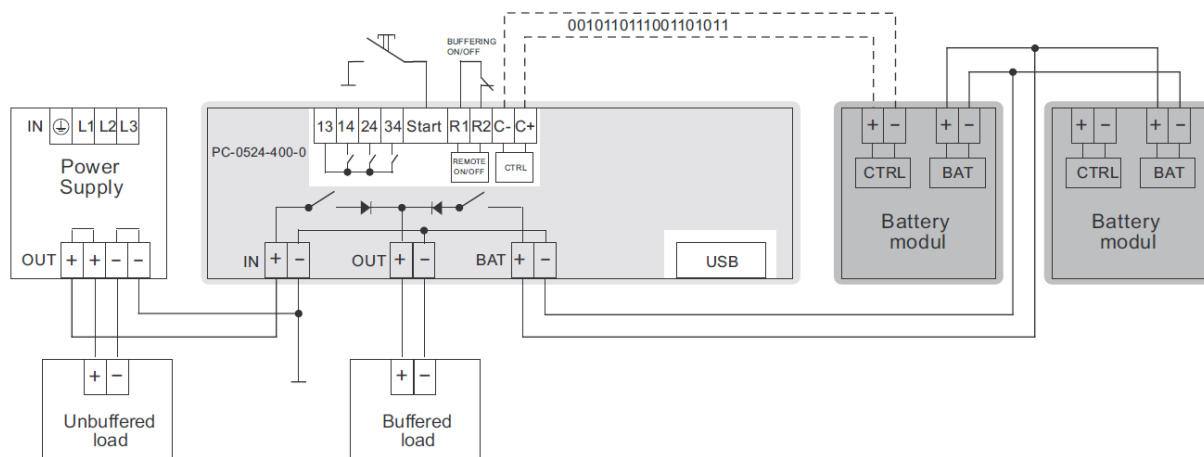 0010110111001101011
BUFFERING
ON/OFF
IN L1 L2 L3
Power
Supply
OUT + + - -
PC-0524-400-0
13 14 24 34 Start R1 R2 C- C+
REMOTE
ON/OFF
CTRL
IN + -
OUT + -
BAT + -
USB
+ - + -
CTRL BAT
Battery
modul
+ - + -
CTRL BAT
Battery
modul
+ -
Unbuffered
load
+ -
Buffered
load